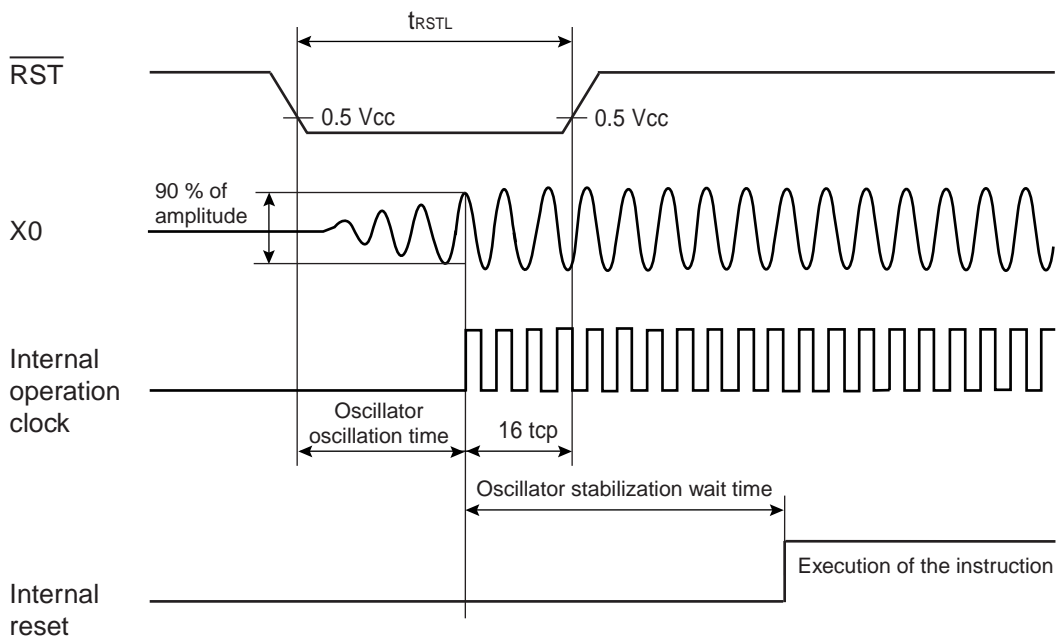 tRSTL
RST
0.5 Vcc
0.5 Vcc
90 % of
amplitude
X0
Internal
operation
clock
Oscillator
oscillation time
16 tcp
Oscillator stabilization wait time
Execution of the instruction
Internal
reset